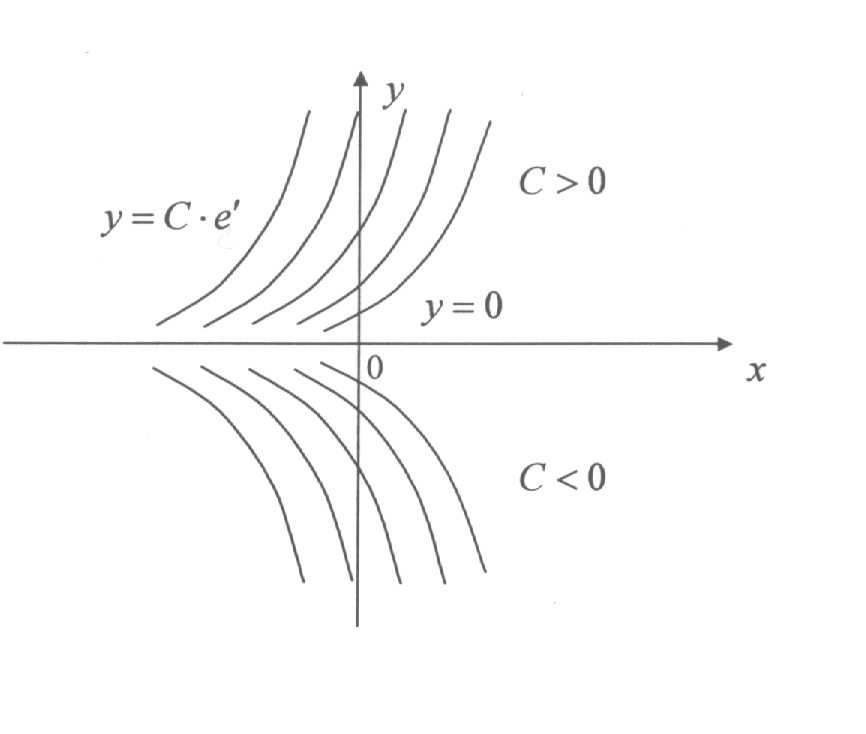 y
C > 0
y = C · e′
y = 0
0
x
C < 0